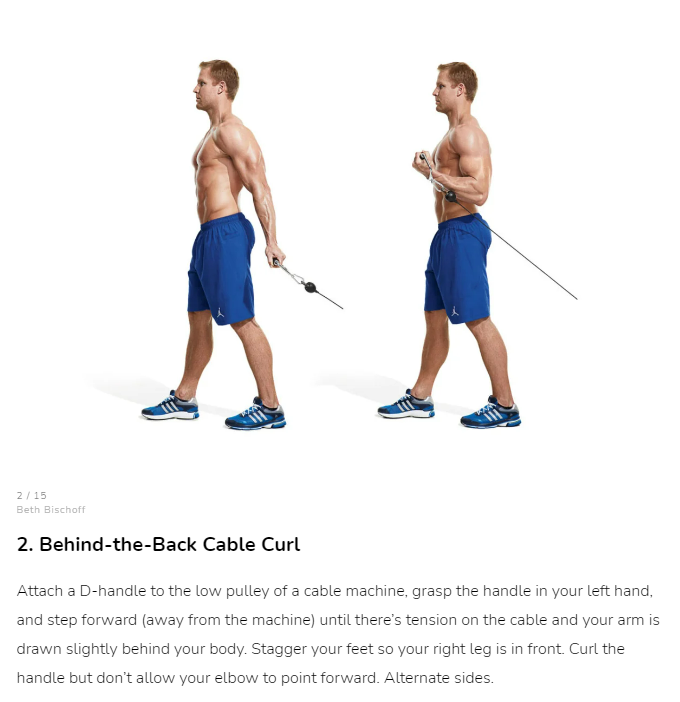 2 / 15
Beth Bischoff
2. Behind-the-Back Cable Curl
Attach a D-handle to the low pulley of a cable machine, grasp the handle in your left hand,
and step forward (away from the machine) until there’s tension on the cable and your arm is
drawn slightly behind your body. Stagger your feet so your right leg is in front. Curl the
handle but don’t allow your elbow to point forward. Alternate sides.